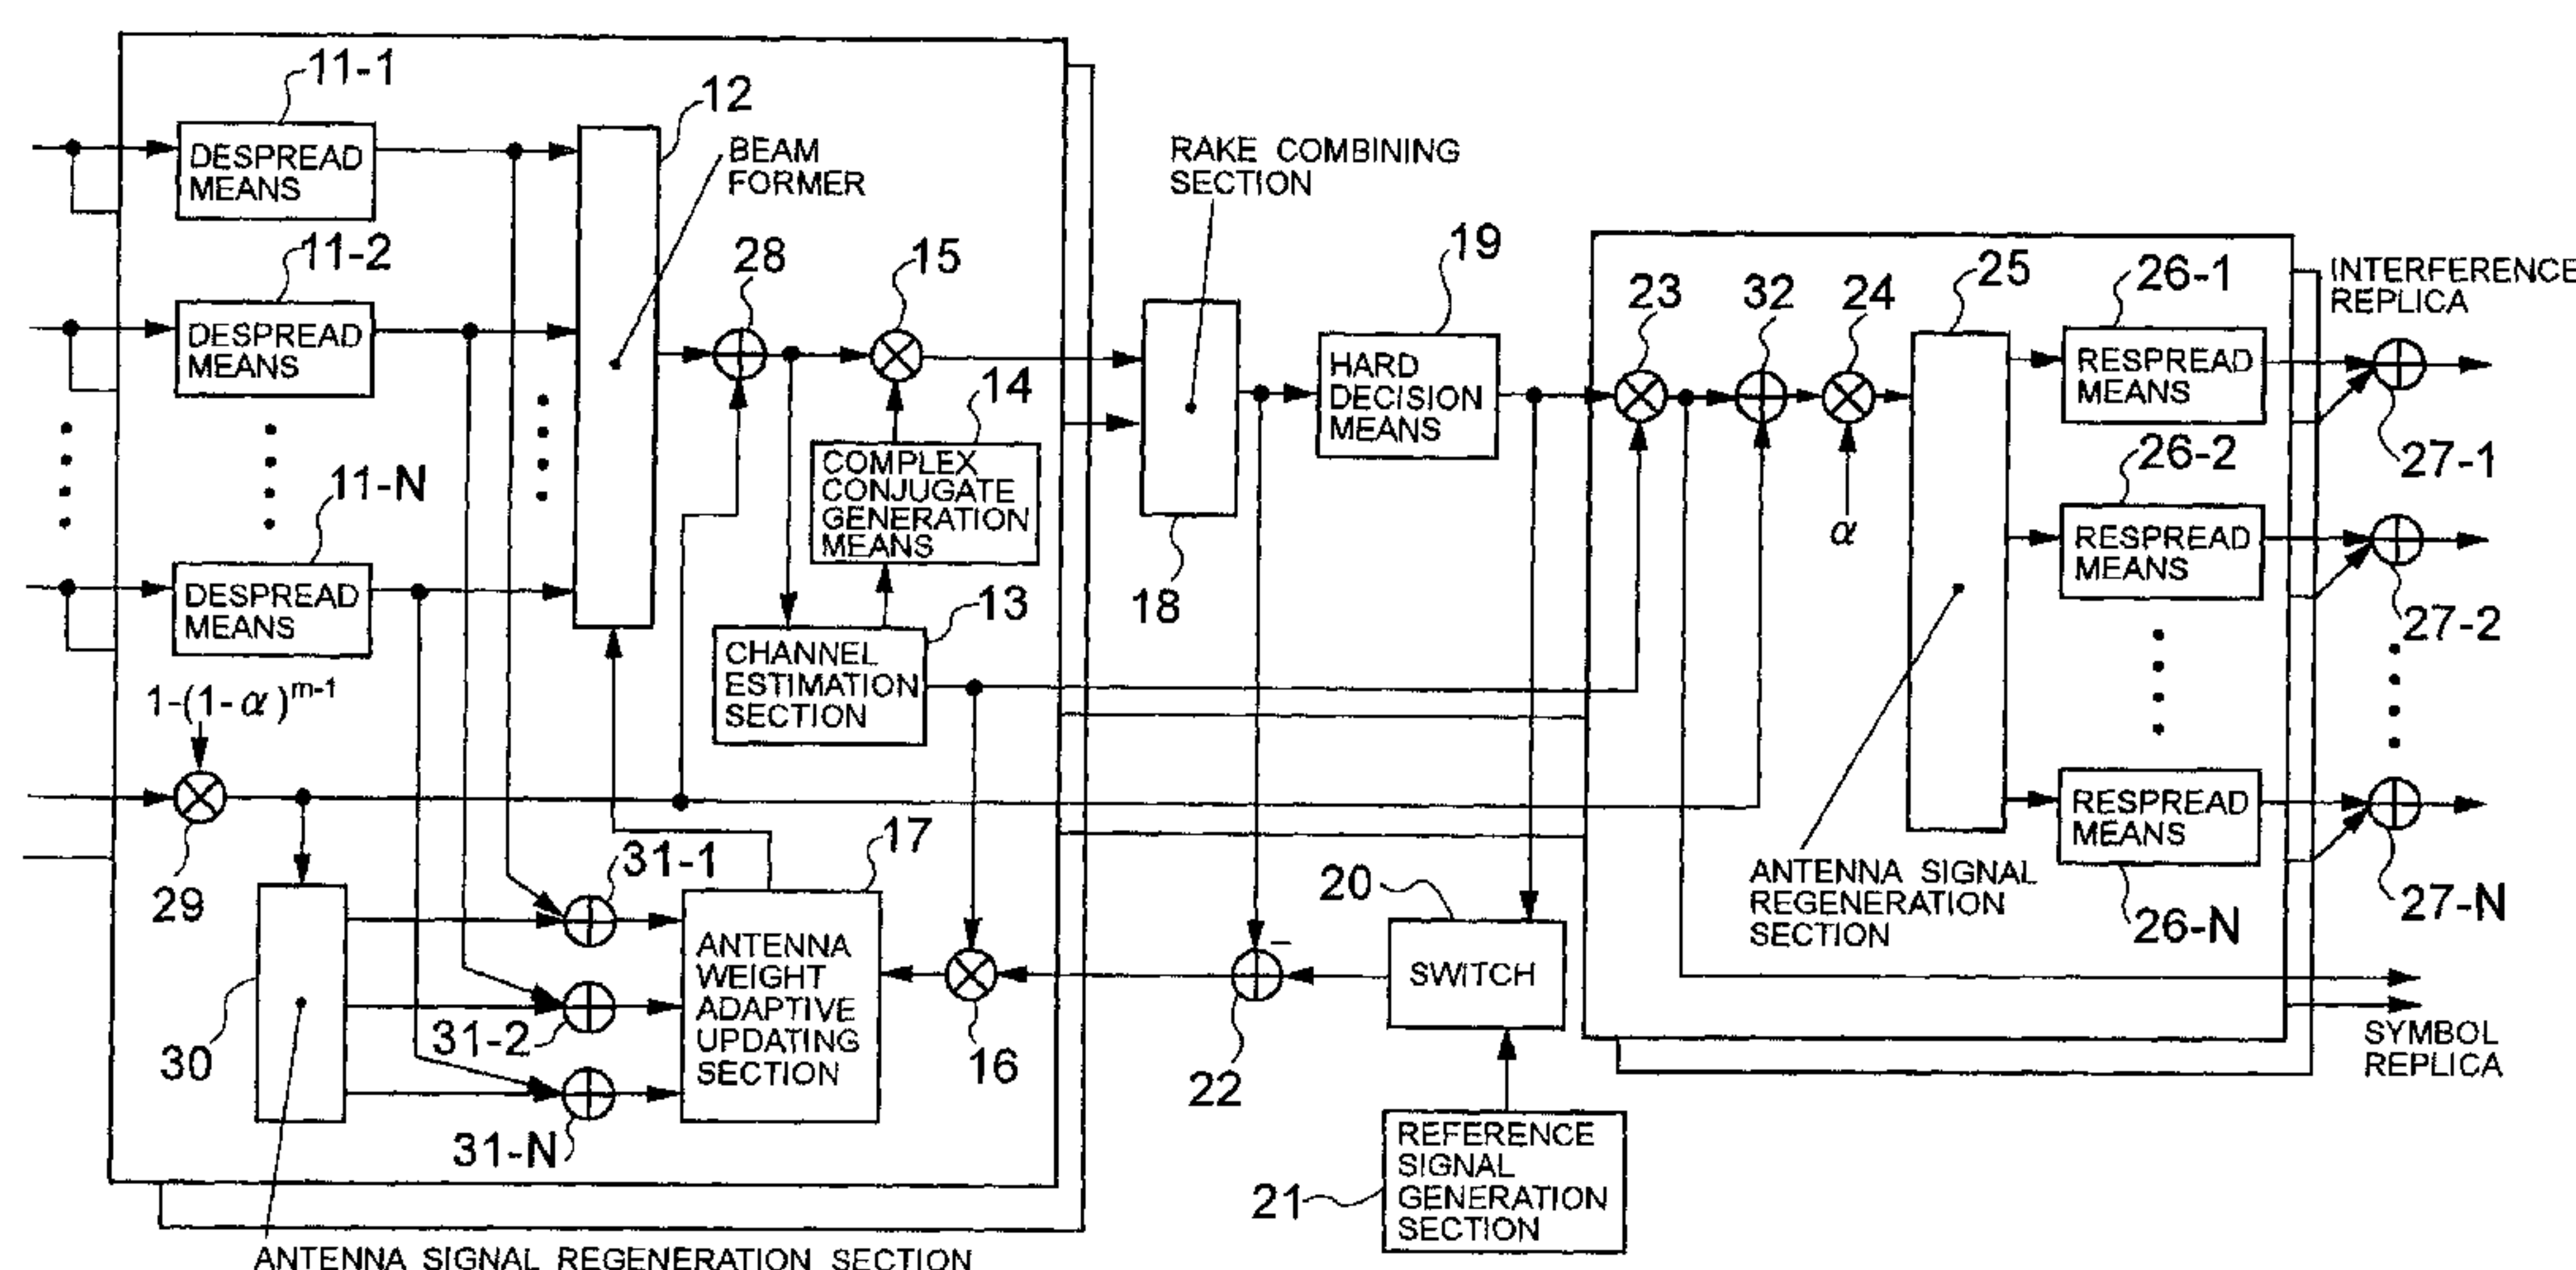 11-1
DESPREAD
MEANS
11-2
DESPREAD
MEANS
11-N
DESPREAD
MEANS
12
BEAM
FORMER
28
15
14
COMPLEX
CONJUGATE
GENERATION
MEANS
13
CHANNEL
ESTIMATION
SECTION
1-(1-α)^{m-1}
29
30
31-1
31-2
31-N
17
ANTENNA
WEIGHT
ADAPTIVE
UPDATING
SECTION
16
ANTENNA SIGNAL REGENERATION SECTION
RAKE COMBINING
SECTION
18
19
HARD
DECISION
MEANS
20
SWITCH
22
−
21
REFERENCE
SIGNAL
GENERATION
SECTION
23
32
24
α
25
ANTENNA SIGNAL
REGENERATION
SECTION
26-1
RESPREAD
MEANS
26-2
RESPREAD
MEANS
RESPREAD
MEANS
26-N
INTERFERENCE
REPLICA
27-1
27-2
27-N
SYMBOL
REPLICA